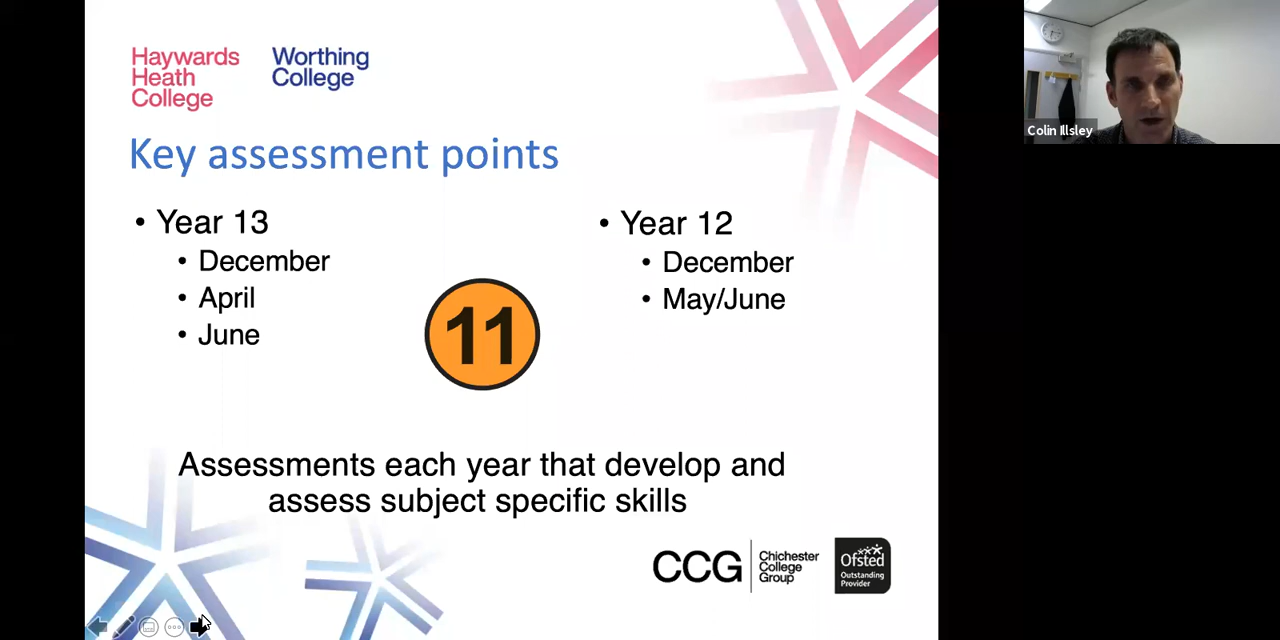 Haywards
Heath
College
Worthing
College
Key assessment points
• Year 13
• December
• April
• June
• Year 12
• December
• May/June
11
Assessments each year that develop and
assess subject specific skills
CCG
Chichester
College
Group
Ofsted
Outstanding
Provider
Colin Illsley